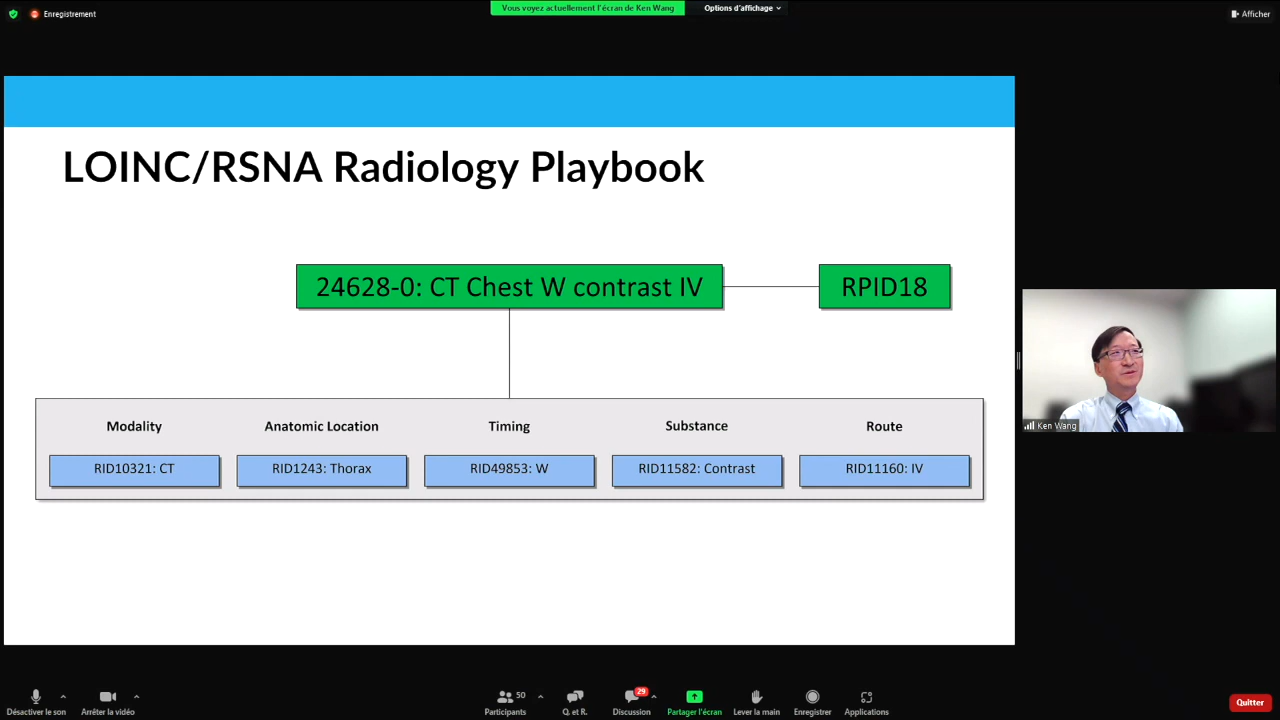 Enregistrement
Vous voyez actuellement l'écran de Ken Wang
Options d'affichage
Afficher
LOINC/RSNA Radiology Playbook
24628-0: CT Chest W contrast IV
RPID18
Modality
Anatomic Location
Timing
Substance
Route
RID10321: CT
RID1243: Thorax
RID49853: W
RID11582: Contrast
RID11160: IV
Ken Wang
Désactiver le son
Arrêter la vidéo
50
Participants
Q. et R.
29
Discussion
Partager l'écran
Lever la main
Enregistrer
Applications
Quitter